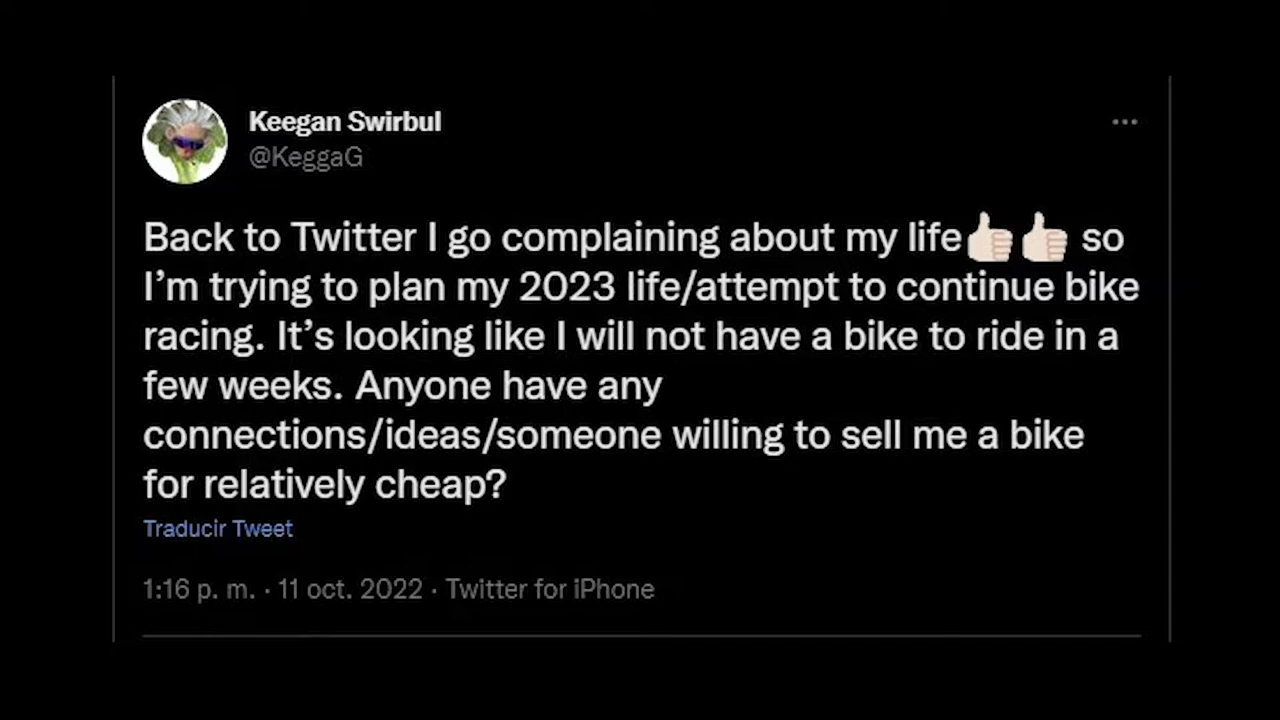 Keegan Swirbul
@KeggaG
Back to Twitter I go complaining about my life👍🏻👍🏻 so
I’m trying to plan my 2023 life/attempt to continue bike
racing. It’s looking like I will not have a bike to ride in a
few weeks. Anyone have any
connections/ideas/someone willing to sell me a bike
for relatively cheap?
Traducir Tweet
1:16 p. m. · 11 oct. 2022 · Twitter for iPhone